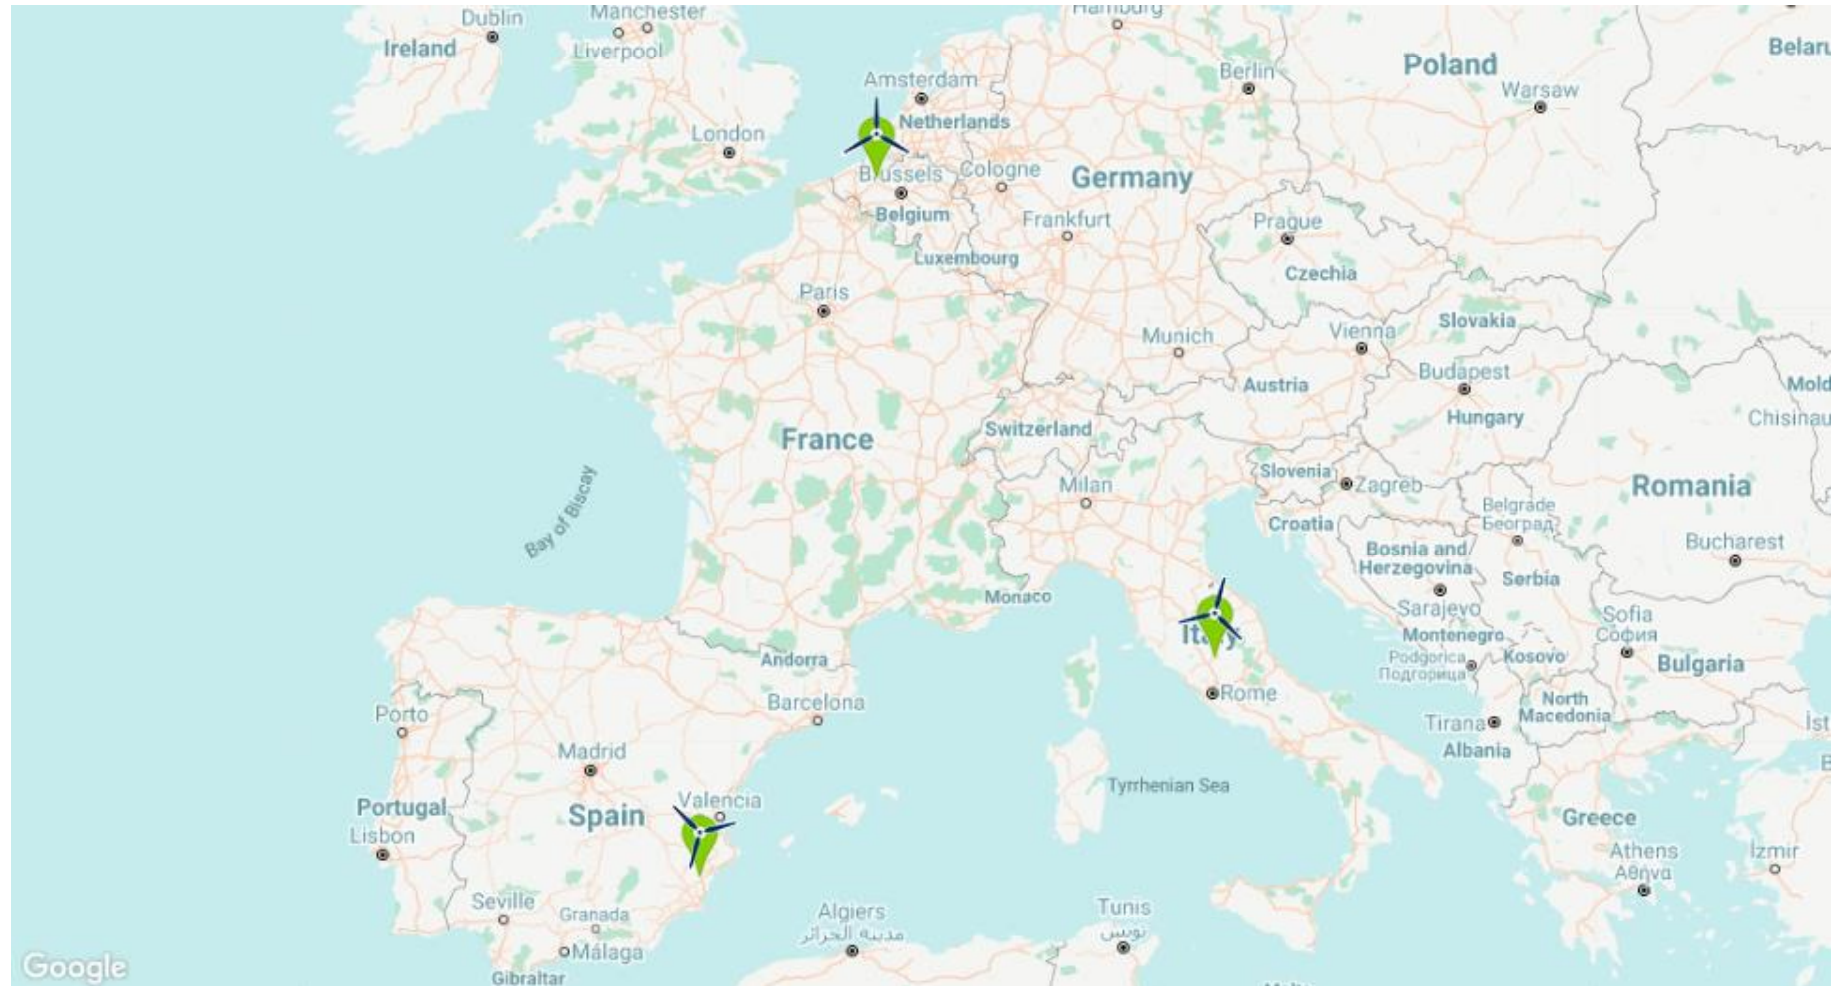 Dublin
Manchester
Hamburg
Ireland
Liverpool
Belaru
Amsterdam
Berlin
Poland
Warsaw
London
Netherlands
Brussels
Cologne
Germany
Belgium
Frankfurt
Prague
Luxembourg
Czechia
Paris
Munich
Vienna
Slovakia
Austria
Budapest
Mold
Hungary
Chisinau
France
Switzerland
Slovenia
Milan
Zagreb
Romania
Bay of Biscay
Croatia
Belgrade
Београд
Bosnia and
Herzegovina
Bucharest
Serbia
Monaco
Sarajevo
Sofia
София
Italy
Montenegro
Andorra
Podgorica
Подгорица
Kosovo
Bulgaria
Rome
Barcelona
North
Macedonia
Porto
Tirana
İst
Madrid
Albania
B
Tyrrhenian Sea
Valencia
Portugal
Spain
Greece
Lisbon
Athens
Αθήνα
İzmir
Seville
Granada
Algiers
مدينة الجزائر
Tunis
تونس
Málaga
Google
Gibraltar